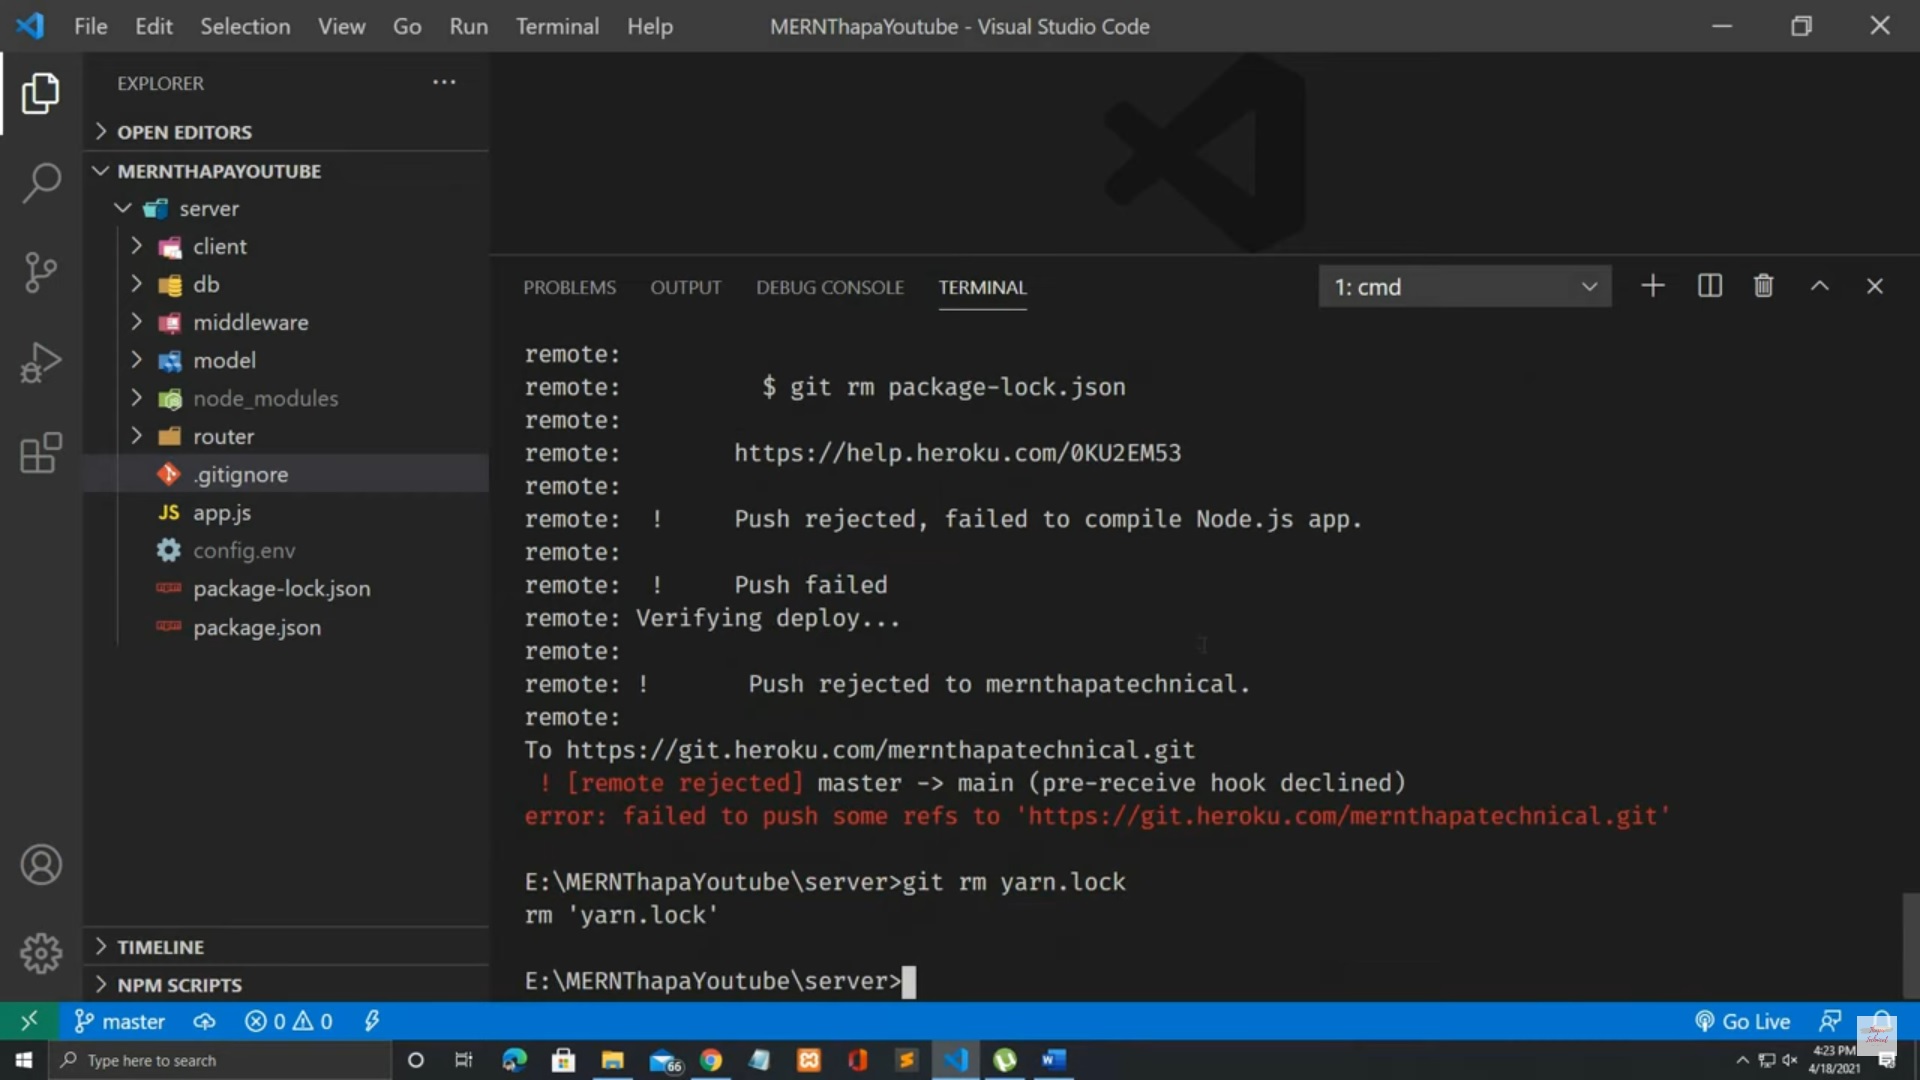 File Edit Selection View Go Run Terminal Help MERNThapaYoutube - Visual Studio Code
EXPLORER ...
OPEN EDITORS
MERNTHAPAYOUTUBE
server
client
db
middleware
model
node_modules
router
.gitignore
JS app.js
config.env
package-lock.json
package.json
TIMELINE
NPM SCRIPTS
PROBLEMS OUTPUT DEBUG CONSOLE TERMINAL 1: cmd
remote:
remote: $ git rm package-lock.json
remote:
remote: https://help.heroku.com/0KU2EM53
remote:
remote: ! Push rejected, failed to compile Node.js app.
remote:
remote: ! Push failed
remote: Verifying deploy...
remote:
remote: ! Push rejected to mernthapatechnical.
remote:
To https://git.heroku.com/mernthapatechnical.git
! [remote rejected] master -> main (pre-receive hook declined)
error: failed to push some refs to 'https://git.heroku.com/mernthapatechnical.git'
E:\MERNThapaYoutube\server>git rm yarn.lock
rm 'yarn.lock'
E:\MERNThapaYoutube\server>
master 0 0 Go Live
Type here to search 66 4:23 PM
4/18/2021